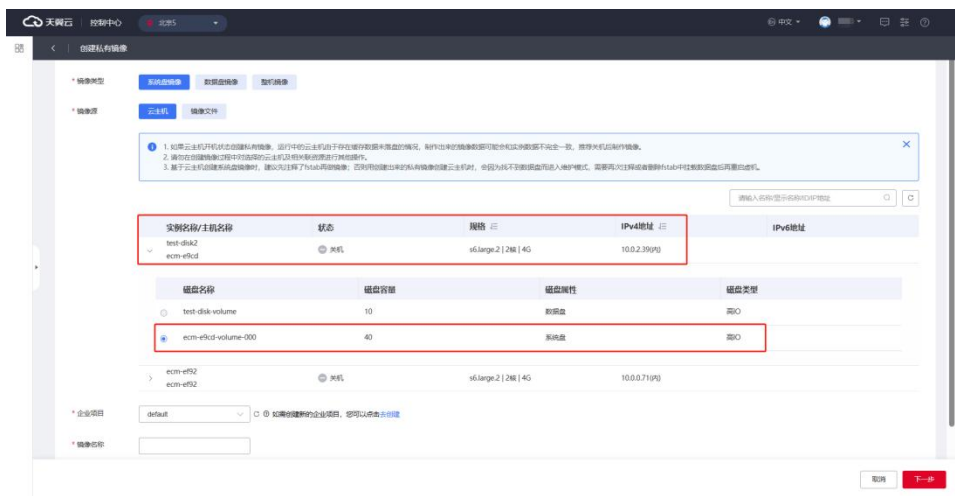 天翼云 控制中心 北京5 中文
创建私有镜像
* 镜像类型 系统盘镜像 数据盘镜像 整机镜像
* 镜像源 云主机 镜像文件
1. 如果云主机开机状态创建私有镜像，运行中的云主机由于存在缓存数据未落盘的情况，制作出来的镜像数据可能会和实例数据不完全一致，推荐关机后制作镜像。
2. 请勿在创建镜像过程中对选择的云主机及相关联资源进行其他操作。
3. 基于云主机创建系统盘镜像时，建议先注释了fstab再做镜像；否则用创建出来的私有镜像创建云主机时，会因为找不到数据盘而进入维护模式，需要再次注释或者删除fstab中挂载数据盘后再重启虚机。
请输入名称/显示名称/ID/IP地址
实例名称/主机名称 状态 规格 IPv4地址 IPv6地址
test-disk2
ecm-e9cd
关机 s6.large.2 | 2核 | 4G 10.0.2.39(内)
磁盘名称 磁盘容量 磁盘属性 磁盘类型
test-disk-volume 10 数据盘 高IO
ecm-e9cd-volume-000 40 系统盘 高IO
ecm-ef92
ecm-ef92
关机 s6.large.2 | 2核 | 4G 10.0.0.71(内)
* 企业项目 default 如需创建新的企业项目，您可以点击去创建
* 镜像名称
取消 下一步